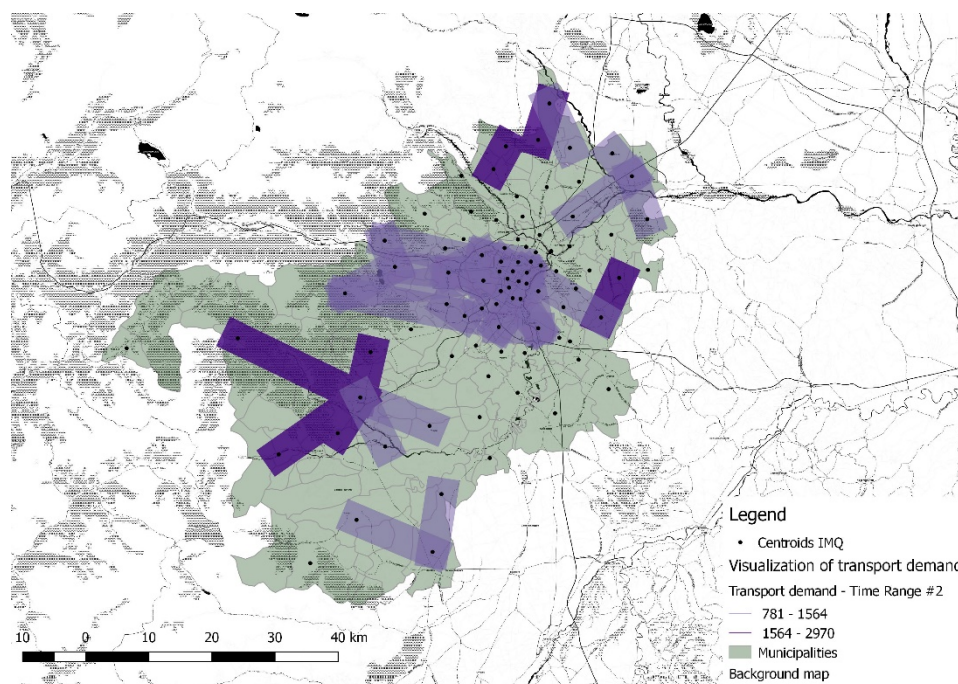 Legend
Centroids IMQ
Visualization of transport demand
Transport demand - Time Range #2
781 - 1564
1564 - 2970
Municipalities
Background map
10 0 10 20 30 40 km